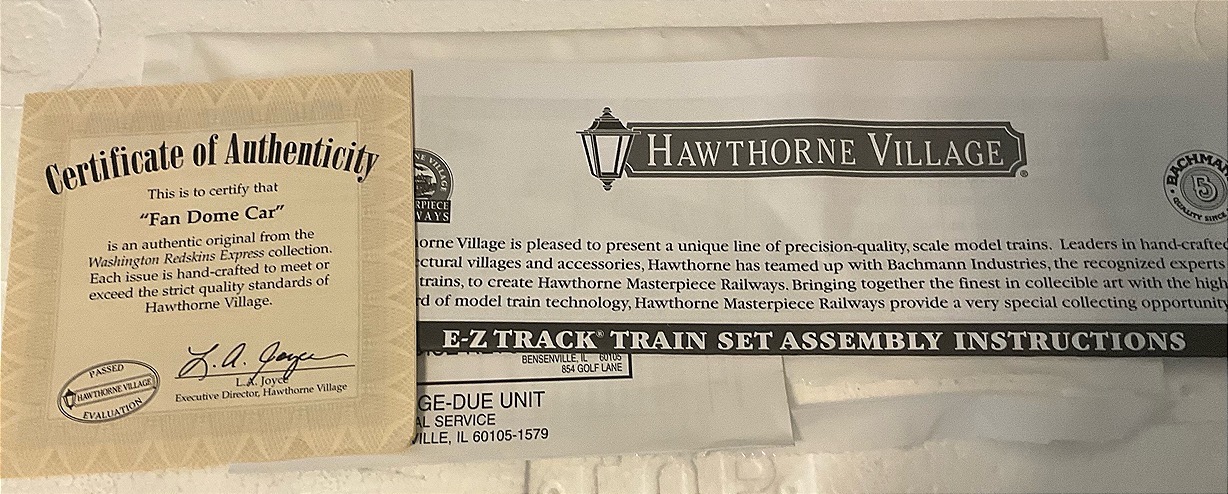 Certificate of Authenticity
This is to certify that
"Fan Dome Car"
is an authentic original from the
Washington Redskins Express collection.
Each issue is hand-crafted to meet or
exceed the strict quality standards of
Hawthorne Village.
PASSED
HAWTHORNE VILLAGE
EVALUATION
L.A. Joyce
L.A. Joyce
Executive Director, Hawthorne Village
HAWTHORNE VILLAGE®
NE VILLAGE
RPIECE
WAYS
BACHMAN
QUALITY SINCE
orne Village is pleased to present a unique line of precision-quality, scale model trains. Leaders in hand-crafted
ctural villages and accessories, Hawthorne has teamed up with Bachmann Industries, the recognized experts
trains, to create Hawthorne Masterpiece Railways. Bringing together the finest in collectible art with the high
rd of model train technology, Hawthorne Masterpiece Railways provide a very special collecting opportunity
E-Z TRACK® TRAIN SET ASSEMBLY INSTRUCTIONS
BENSENVILLE, IL 60105
854 GOLF LANE
GE-DUE UNIT
AL SERVICE
VILLE, IL 60105-1579